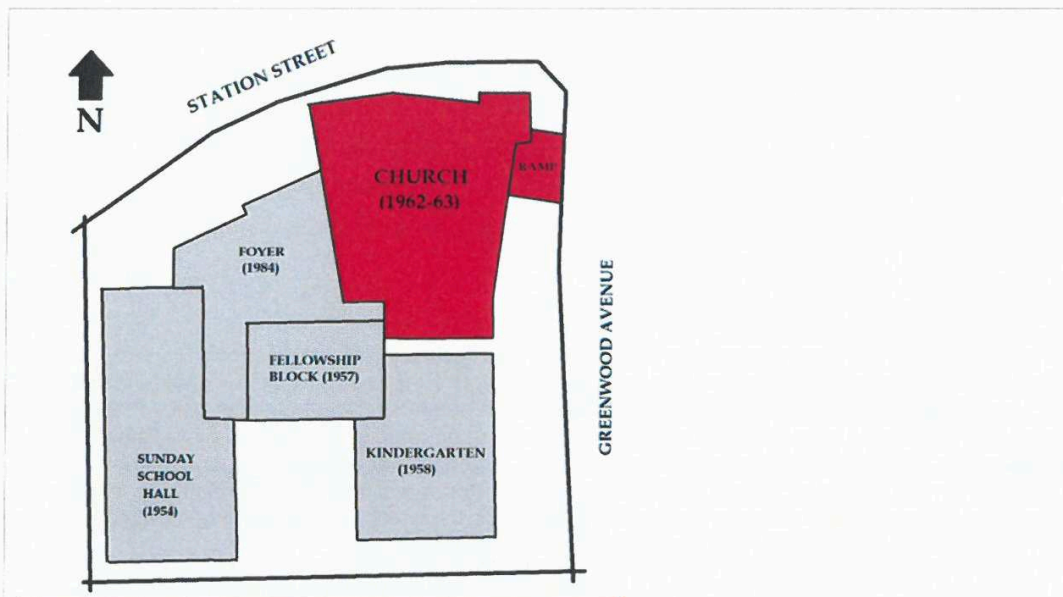 STATION STREET
N
CHURCH
(1962-63)
RAMP
FOYER
(1984)
GREENWOOD AVENUE
FELLOWSHIP
BLOCK (1957)
KINDERGARTEN
(1958)
SUNDAY
SCHOOL
HALL
(1954)